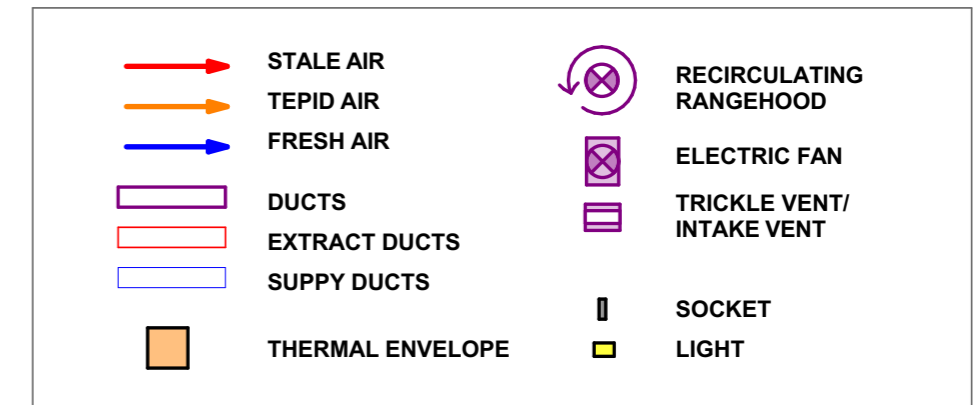 STALE AIR
TEPID AIR
FRESH AIR
DUCTS
EXTRACT DUCTS
SUPPY DUCTS
THERMAL ENVELOPE
RECIRCULATING
RANGEHOOD
ELECTRIC FAN
TRICKLE VENT/
INTAKE VENT
SOCKET
LIGHT